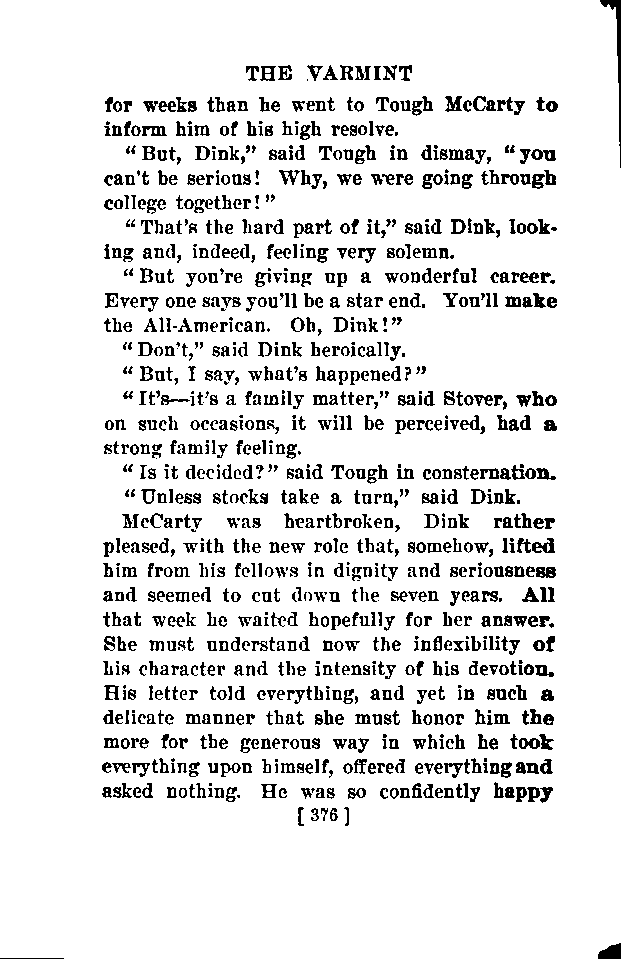 THE VARMINT
for weeks than he went to Tough McCarty to
inform him of his high resolve.
“But, Dink,” said Tough in dismay, “you
can't be serious! Why, we were going through
college together!”
“That's the hard part of it,” said Dink, look-
ing and, indeed, feeling very solemn.
“But you're giving up a wonderful career.
Every one says you'll be a star end. You'll make
the All-American. Oh, Dink!”
“Don't,” said Dink heroically.
“But, I say, what's happened?”
“It's—it's a family matter,” said Stover, who
on such occasions, it will be perceived, had a
strong family feeling.
“Is it decided?” said Tough in consternation.
“Unless stocks take a turn,” said Dink.
McCarty was heartbroken, Dink rather
pleased, with the new role that, somehow, lifted
him from his fellows in dignity and seriousness
and seemed to cut down the seven years. All
that week he waited hopefully for her answer.
She must understand now the inflexibility of
his character and the intensity of his devotion.
His letter told everything, and yet in such a
delicate manner that she must honor him the
more for the generous way in which he took
everything upon himself, offered everything and
asked nothing. He was so confidently happy
[ 376 ]